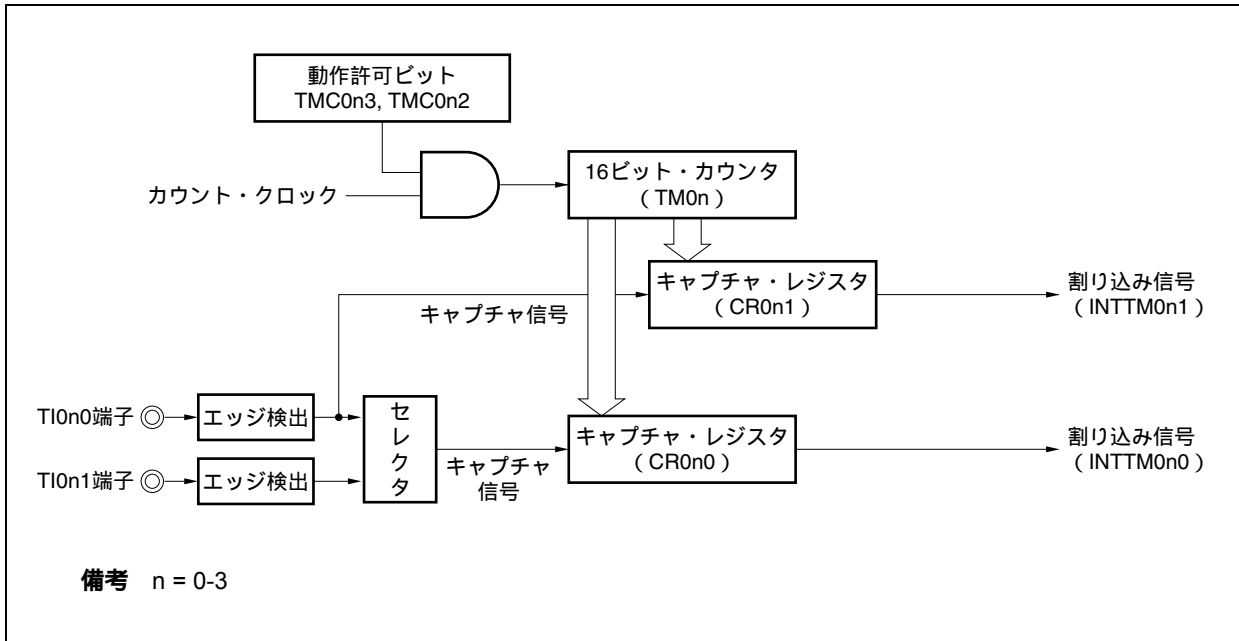 動作許可ビット
TMC0n3, TMC0n2
カウント・クロック
16ビット・カウンタ
（TM0n）
キャプチャ・レジスタ
（CR0n1）
割り込み信号
（INTTM0n1）
キャプチャ信号
TI0n0端子
エッジ検出
セレクタ
キャプチャ・レジスタ
（CR0n0）
割り込み信号
（INTTM0n0）
TI0n1端子
エッジ検出
キャプチャ
信号
備考 n = 0-3